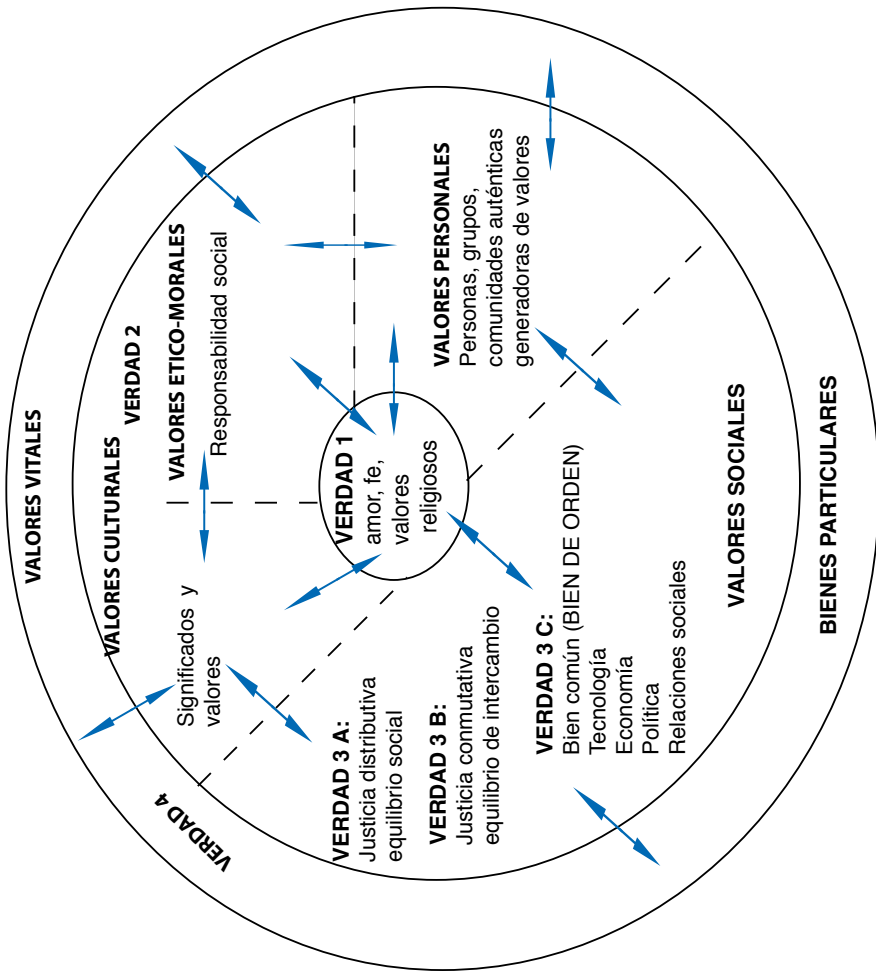 VALORES VITALES
VALORES CULTURALES
VERDAD 2
VALORES ETICO-MORALES
Responsabilidad social
Significados y
valores
VERDAD 4
VERDAD 1
amor, fe,
valores
religiosos
VALORES PERSONALES
Personas, grupos,
comunidades auténticas
generadoras de valores
VERDAD 3 A:
Justicia distributiva
equilibrio social
VERDAD 3 B:
Justicia conmutativa
equilibre de intercambio
VERDAD 3 C:
Bien común (BIEN DE ORDEN)
Tecnología
Economía
Política
Relaciones sociales
VALORES SOCIALES
BIENES PARTICULARES